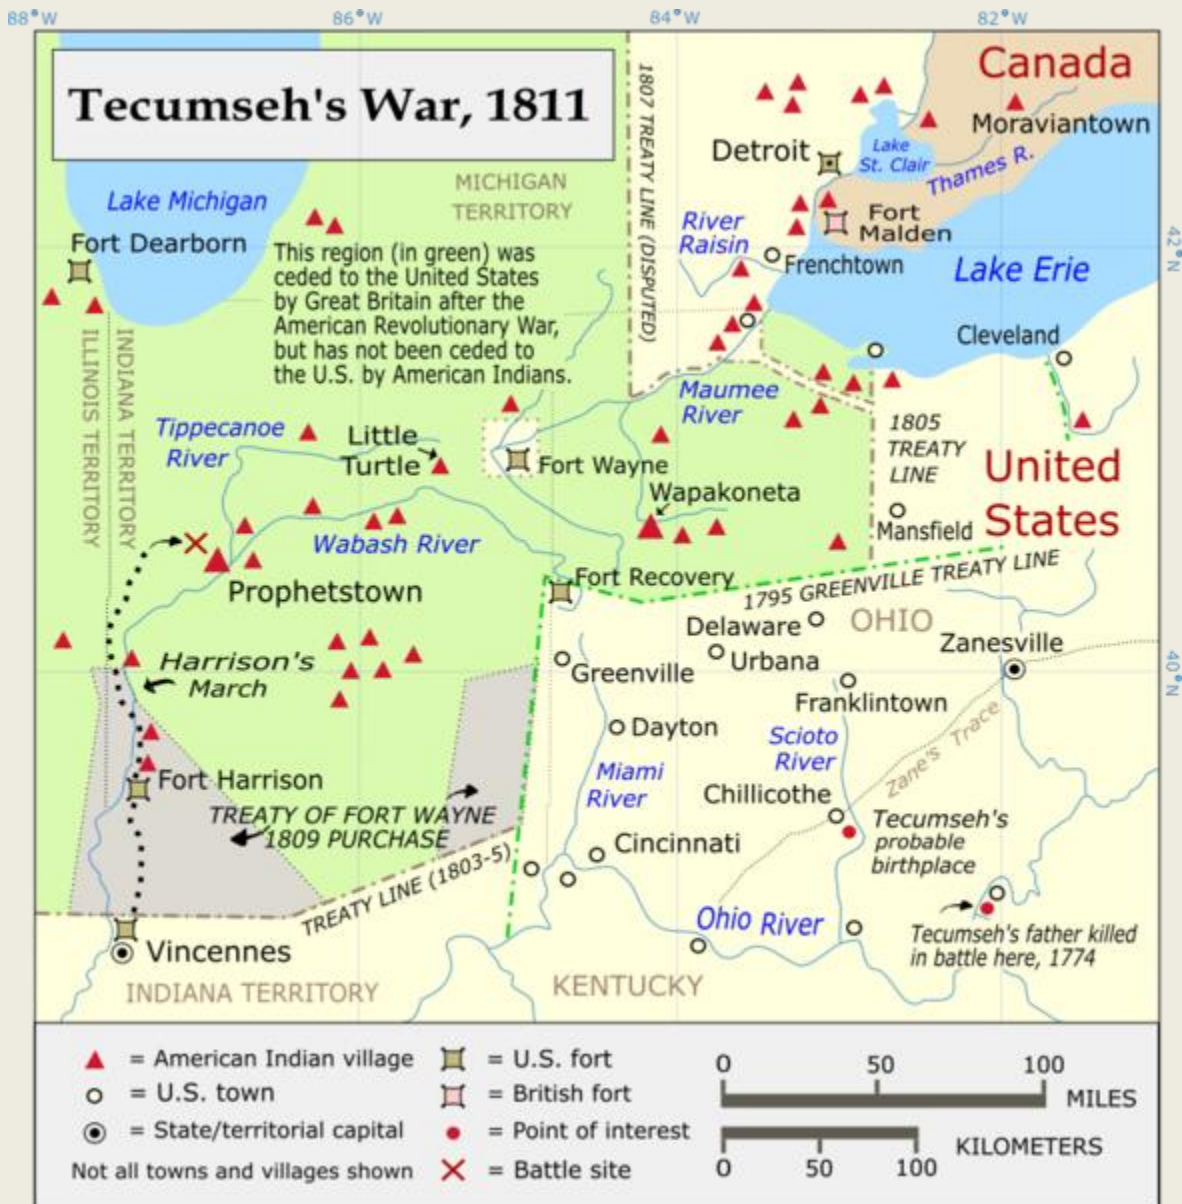 88°W
86°W
84°W
82°W
Tecumseh's War, 1811
Canada
Moraviantown
Detroit
Lake
St. Clair
Thames R.
1807 TREATY LINE (DISPUTED)
MICHIGAN
TERRITORY
Lake Michigan
Fort Dearborn
River
Raisin
Fort
Malden
42°N
Frenchtown
Lake Erie
This region (in green) was
ceded to the United States
by Great Britain after the
American Revolutionary War,
but has not been ceded to
the U.S. by American Indians.
Cleveland
ILLINOIS TERRITORY
INDIANA TERRITORY
Maumee
River
Tippecanoe
River
Little
Turtle
Fort Wayne
1805
TREATY
LINE
United
States
Wapakoneta
Mansfield
Wabash River
Prophetstown
Fort Recovery
1795 GREENVILLE TREATY LINE
OHIO
Delaware
Urbana
Zanesville
40°N
Harrison's
March
Greenville
Franklintown
Dayton
Scioto
River
Zane's Trace
Fort Harrison
Miami
River
Chillicothe
TREATY OF FORT WAYNE
1809 PURCHASE
Tecumseh's
probable
birthplace
Cincinnati
TREATY LINE (1803-5)
Ohio River
Tecumseh's father killed
in battle here, 1774
Vincennes
INDIANA TERRITORY
KENTUCKY
= American Indian village
= U.S. town
= State/territorial capital
Not all towns and villages shown
= U.S. fort
= British fort
= Point of interest
= Battle site
0 50 100
MILES
KILOMETERS
0 50 100